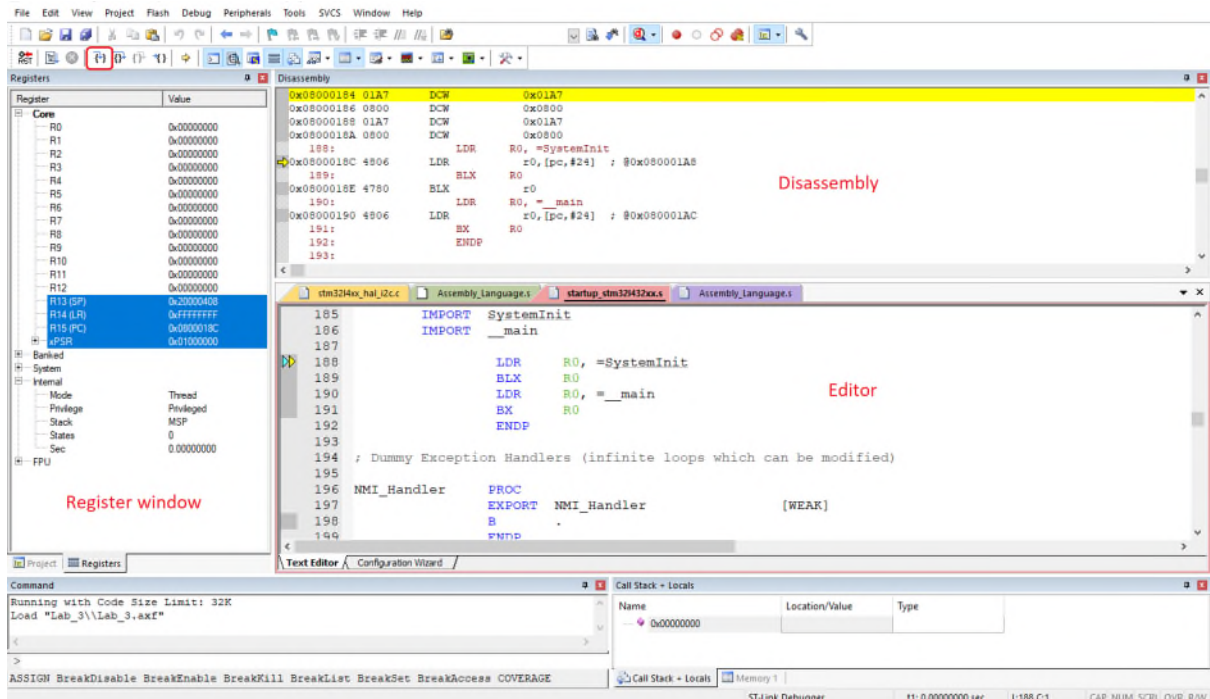 File Edit View Project Flash Debug Peripherals Tools SVCS Window Help
Registers
Register Value
Core
R0 0x00000000
R1 0x00000000
R2 0x00000000
R3 0x00000000
R4 0x00000000
R5 0x00000000
R6 0x00000000
R7 0x00000000
R8 0x00000000
R9 0x00000000
R10 0x00000000
R11 0x00000000
R12 0x00000000
R13 (SP) 0x20000408
R14 (LR) 0xFFFFFFFF
R15 (PC) 0x0800018C
xPSR 0x01000000
Banked
System
Internal
Mode Thread
Privilege Privileged
Stack MSP
States 0
Sec 0.00000000
FPU
Register window
Project Registers
Disassembly
0x08000184 01A7 DCW 0x01A7
0x08000186 0800 DCW 0x0800
0x08000188 01A7 DCW 0x01A7
0x0800018A 0800 DCW 0x0800
188: LDR R0, =SystemInit
0x0800018C 4806 LDR r0,[pc,#24] ; @0x080001A8
189: BLX R0
0x0800018E 4780 BLX r0
190: LDR R0, =__main
0x08000190 4806 LDR r0,[pc,#24] ; @0x080001AC
191: BX R0
192: ENDP
193:
Disassembly
stm32l4xx_hal_i2c.c Assembly_Language.s startup_stm32l432xx.s Assembly_Language.s
185 IMPORT SystemInit
186 IMPORT __main
187
188 LDR R0, =SystemInit
189 BLX R0
190 LDR R0, =__main
191 BX R0
192 ENDP
193
194 ; Dummy Exception Handlers (infinite loops which can be modified)
195
196 NMI_Handler PROC
197 EXPORT NMI_Handler [WEAK]
198 B .
199 ENDP
Editor
Text Editor Configuration Wizard
Command
Running with Code Size Limit: 32K
Load "Lab_3\\Lab_3.axf"
>
ASSIGN BreakDisable BreakEnable BreakKill BreakList BreakSet BreakAccess COVERAGE
Call Stack + Locals
Name Location/Value Type
0x00000000
Call Stack + Locals Memory 1
ST-Link Debugger t1: 0.00000000 sec L:188 C:1 CAP NUM SCRL OVR R/W